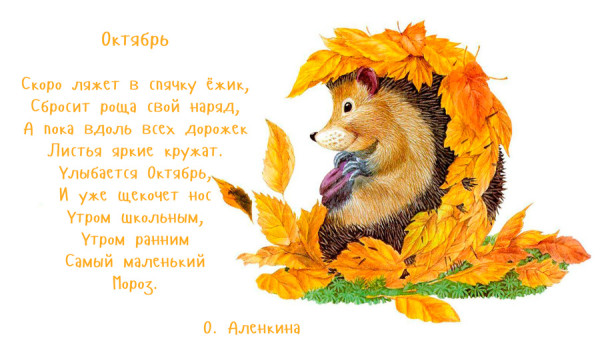 Октябрь
Скоро ляжет в спячку ёжик,
Сбросит роща свой наряд,
А пока вдоль всех дорожек
Листья яркие кружат.
Улыбается Октябрь,
И уже щекочет нос
Утром школьным,
Утром ранним
Самый маленький
Мороз.
О. Аленкина